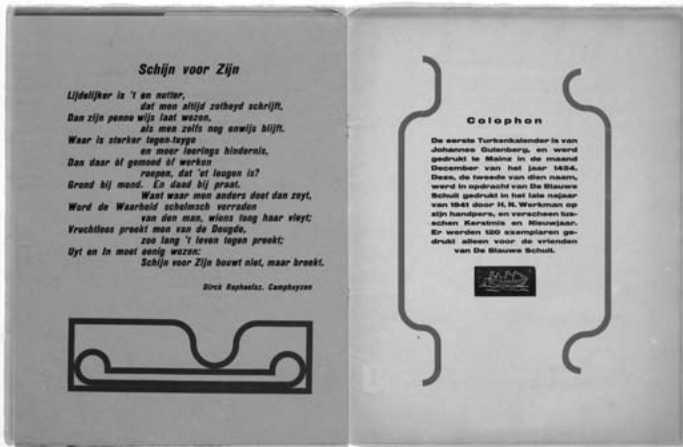 Schijn voor Zijn
Lijdelijker is 't en nutter,
dat men altijd zotheyd schrijft,
Dan zijn penne wijs laat wezen,
als men zelfs nog onwijs blijft.
Waar is sterker tegen-tuyge
en meer leerings hindernis,
Dan daar òf gemoed òf werken
roepen, dat 'et leugen is?
Grond bij mond. En daad bij praat.
Want waar men anders doet dan zeyt,
Werd de Waarheid schelmsch verraden
van den man, wiens tong haar vleyt;
Vruchtloos preekt men van de Deugde,
zoo lang 't leven tegen preekt;
Uyt en In moet eenig wezen:
Schijn voor Zijn bouwt niet, maar breekt.
Dirck Raphaelsz. Camphuyzen
Colophon
De eerste Turkenkalender is van
Johannes Gutenberg, en werd
gedrukt te Mainz in de maand
December van het jaar 1454.
Deze, de tweede van dien naam,
werd in opdracht van De Blauwe
Schuit gedrukt in het late najaar
van 1941 door H. N. Werkman op
zijn handpers, en verscheen tus-
schen Kerstmis en Nieuwjaar.
Er werden 120 exemplaren ge-
drukt alleen voor de vrienden
van De Blauwe Schuit.